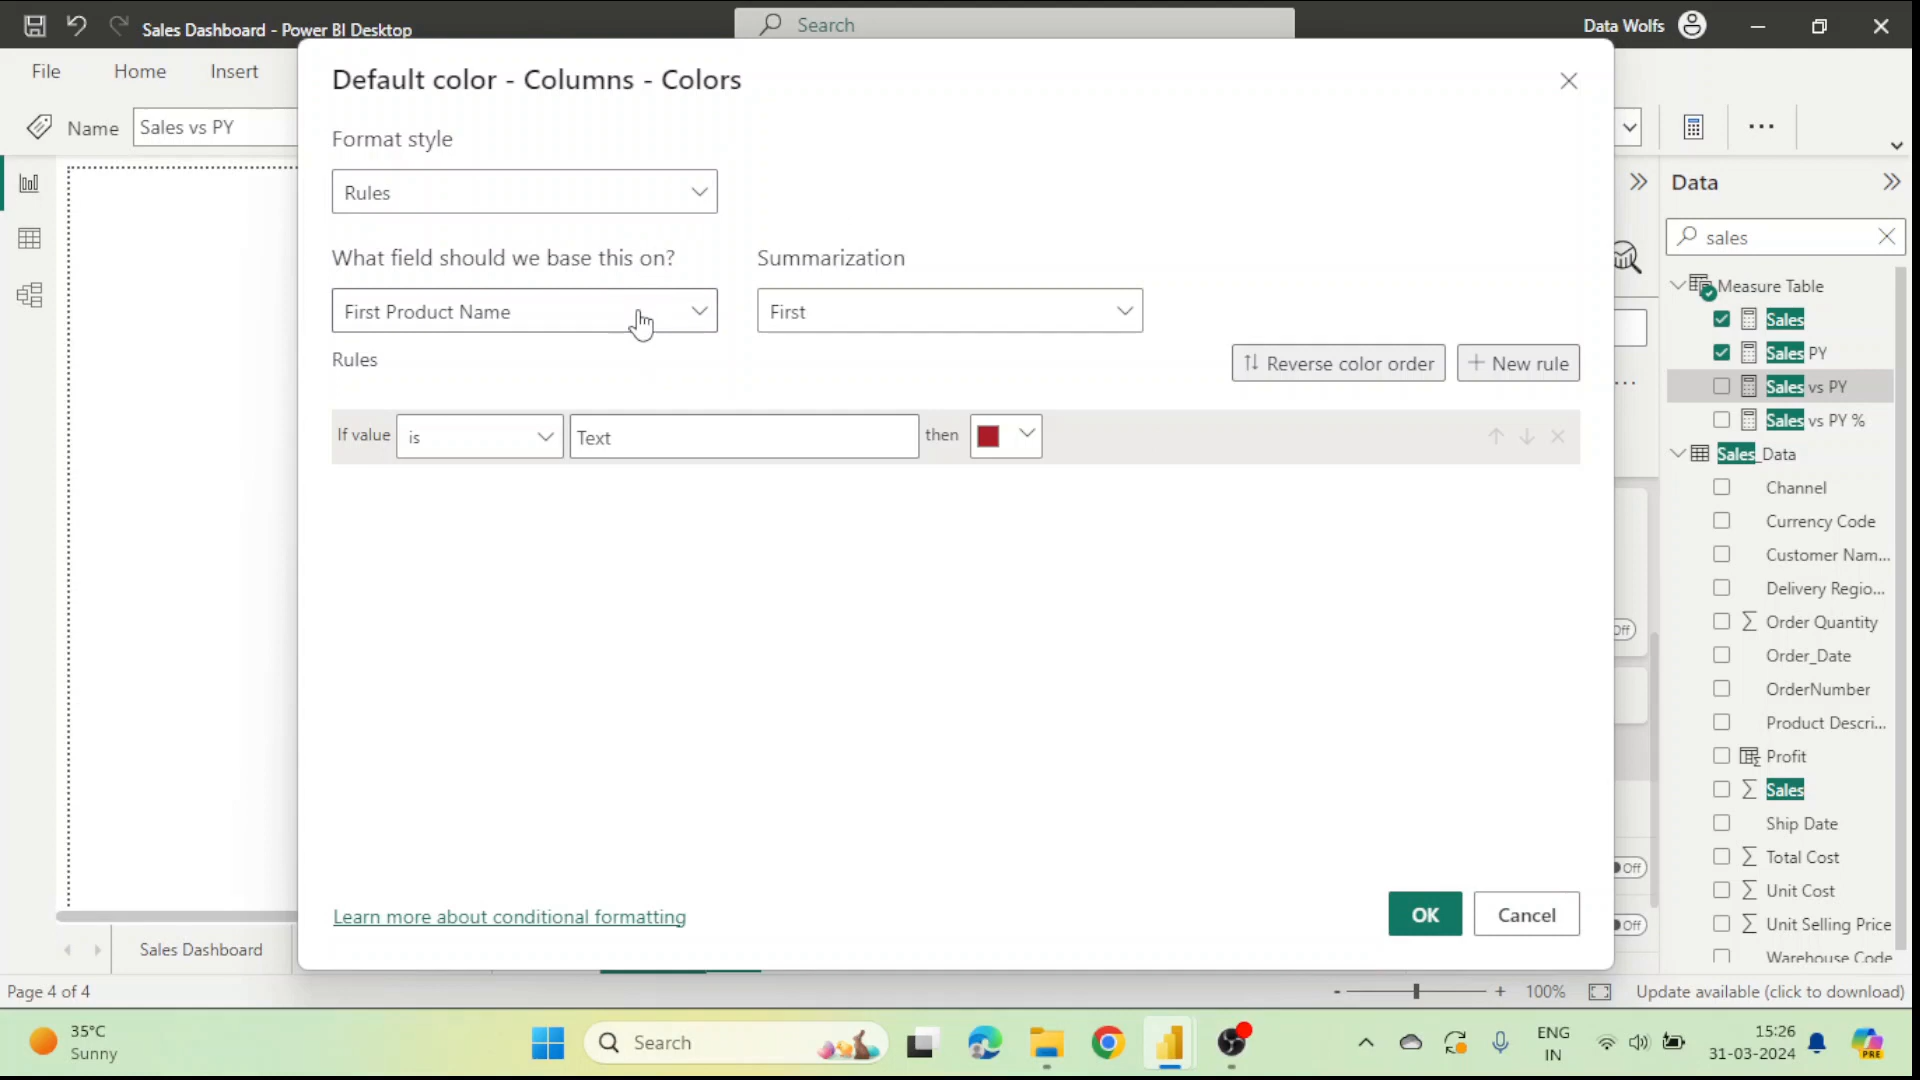 Sales Dashboard - Power BI Desktop
Search
Data Wolfs
File
Home
Insert
Name
Sales vs PY
Default color - Columns - Colors
Format style
Rules
What field should we base this on?
Summarization
First Product Name
First
Rules
Reverse color order
New rule
If value
is
Text
then
Learn more about conditional formatting
OK
Cancel
Off
Off
Off
Data
sales
Measure Table
Sales
Sales PY
Sales vs PY
Sales vs PY %
Sales_Data
Channel
Currency Code
Customer Nam...
Delivery Regio...
Order Quantity
Order_Date
OrderNumber
Product Descri...
Profit
Sales
Ship Date
Total Cost
Unit Cost
Unit Selling Price
Warehouse Code
Sales Dashboard
Page 4 of 4
- + 100%
Update available (click to download)
35°C
Sunny
Search
ENG
IN
15:26
31-03-2024
PRE